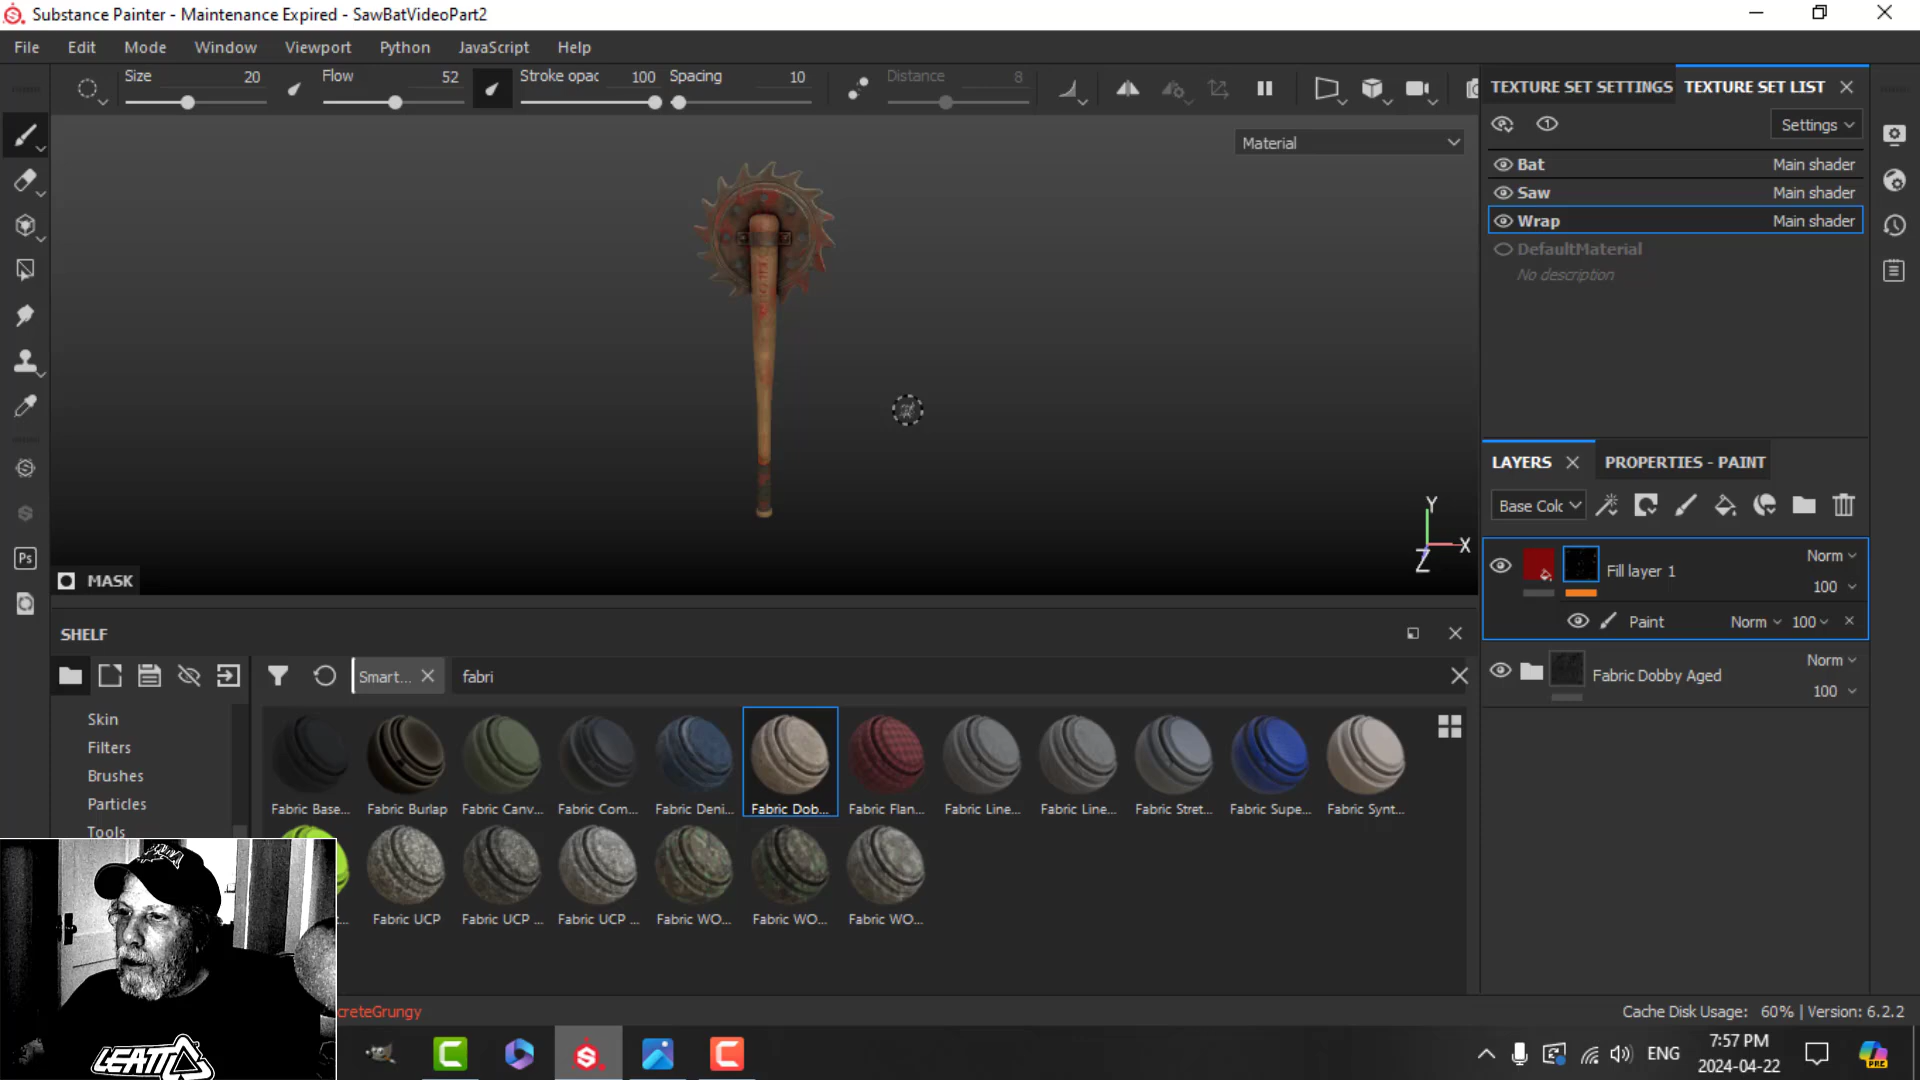 Substance Painter - Maintenance Expired - SawBatVideoPart2
File Edit Mode Window Viewport Python JavaScript Help
Size 20 Flow 52 Stroke opac 100 Spacing 10 Distance 8
TEXTURE SET SETTINGS TEXTURE SET LIST
Settings
Material
Bat Main shader
Saw Main shader
Wrap Main shader
DefaultMaterial
No description
LAYERS PROPERTIES - PAINT
Base Colc
Norm
Fill layer 1
100
Paint Norm 100
Norm
Fabric Dobby Aged
100
Y
X
Z
MASK
SHELF
Smart... fabri
Skin
Filters
Brushes
Particles
Tools
Fabric Base... Fabric Burlap Fabric Canv... Fabric Com... Fabric Deni... Fabric Dob... Fabric Flan... Fabric Line... Fabric Line... Fabric Stret... Fabric Supe... Fabric Synt...
Fabric UCP Fabric UCP ... Fabric UCP ... Fabric WO... Fabric WO... Fabric WO...
creteGrungy
Cache Disk Usage: 60% | Version: 6.2.2
LEATT
ENG
7:57 PM
2024-04-22
PRE